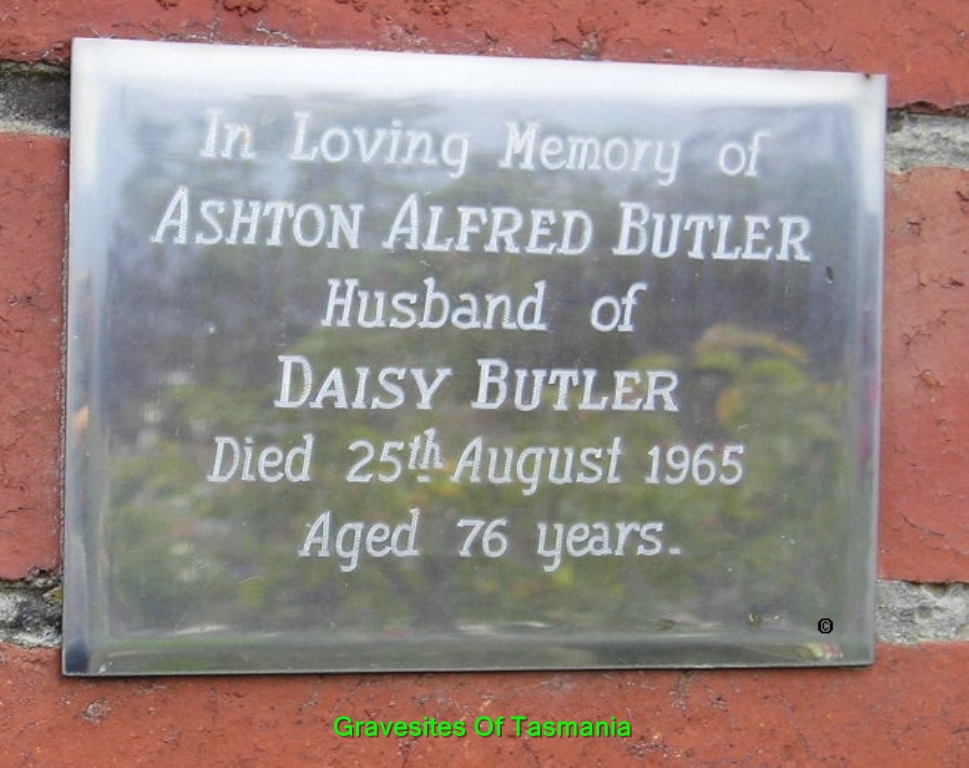 In Loving Memory of
ASHTON ALFRED BUTLER
Husband of
DAISY BUTLER
Died 25th August 1965
Aged 76 years.
©
Gravesites Of Tasmania